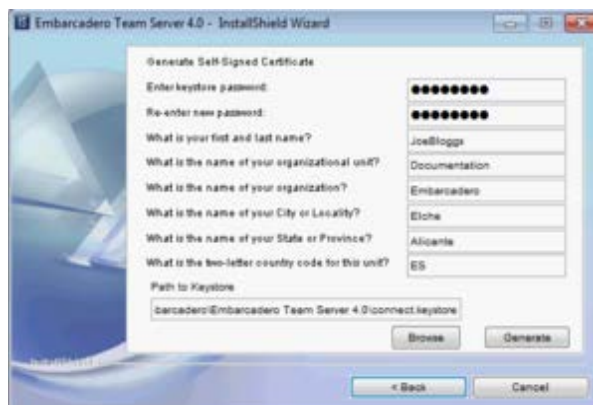 Embarcadero Team Server 4.0 - InstallShield Wizard
Generate Self-Signed Certificate
Enter keystore password:
●●●●●●●●
Re-enter new password:
●●●●●●●●
What is your first and last name?
JoeBloggs
What is the name of your organizational unit?
Documentation
What is the name of your organization?
Embarcadero
What is the name of your City or Locality?
Elche
What is the name of your State or Province?
Alicante
What is the two-letter country code for this unit?
ES
Path to Keystore
barcadero\Embarcadero Team Server 4.0\connect.keystore
Browse
Generate
InstallShield
< Back
Cancel